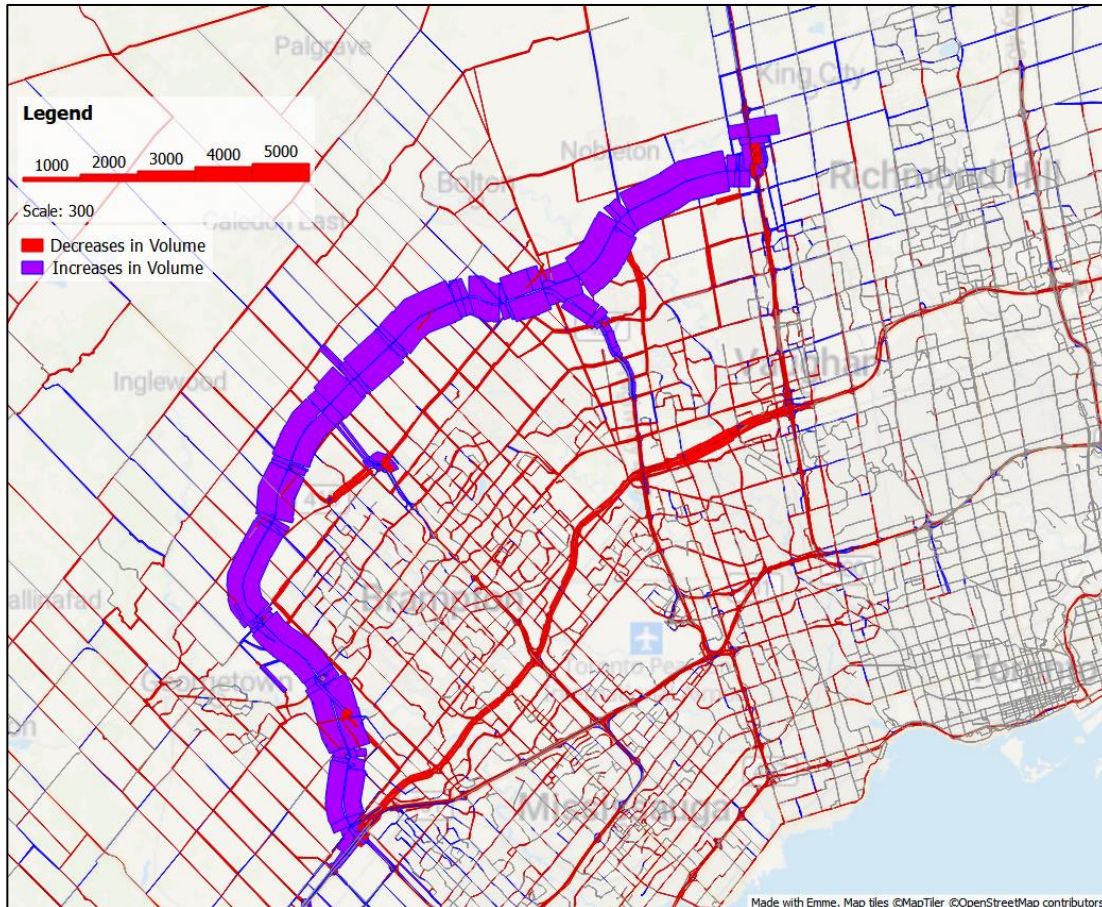 Palgrave
King City
Legend
1000 2000 3000 4000 5000
Nobleton
Richmond Hill
Bolton
Scale: 300
Caledon East
Decreases in Volume
Increases in Volume
Vaughan
Inglewood
Brampton
Georgetown
Mississauga
Made with Emme, Map tiles ©MapTiler ©OpenStreetMap contributors